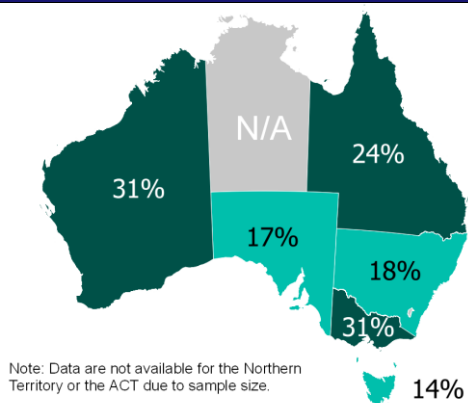 N/A
24%
31%
17%
18%
31%
Note: Data are not available for the Northern
Territory or the ACT due to sample size.
14%